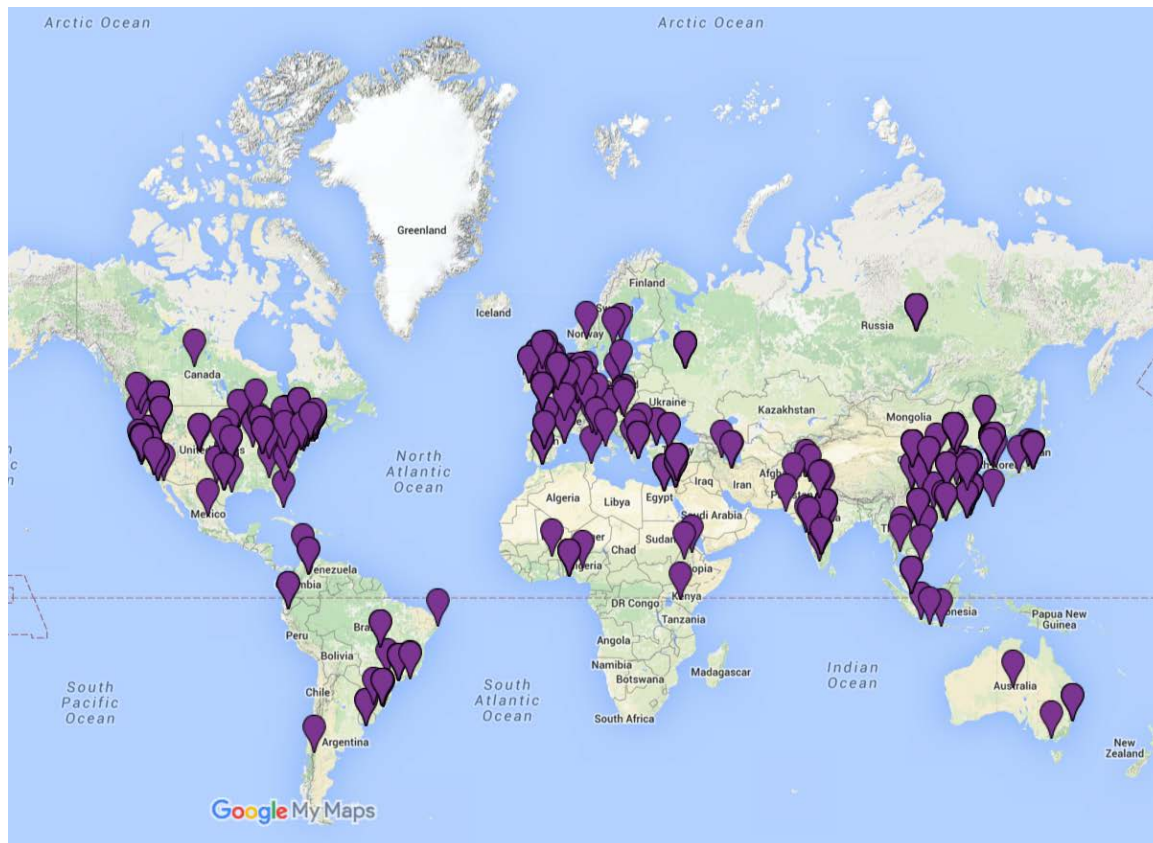 Arctic Ocean
Arctic Ocean
Greenland
Iceland
Finland
Norway
Russia
Canada
Ukraine
Kazakhstan
Mongolia
North
Atlantic
Ocean
Mexico
Algeria
Libya
Egypt
Iraq
Iran
Saudi Arabia
Chad
Venezuela
DR Congo
Kenya
Tanzania
Papua New
Guinea
Peru
Bolivia
Angola
Namibia
Botswana
Madagascar
Indian
Ocean
Australia
South
Pacific
Ocean
Chile
South
Atlantic
Ocean
South Africa
Argentina
New
Zealand
Google My Maps